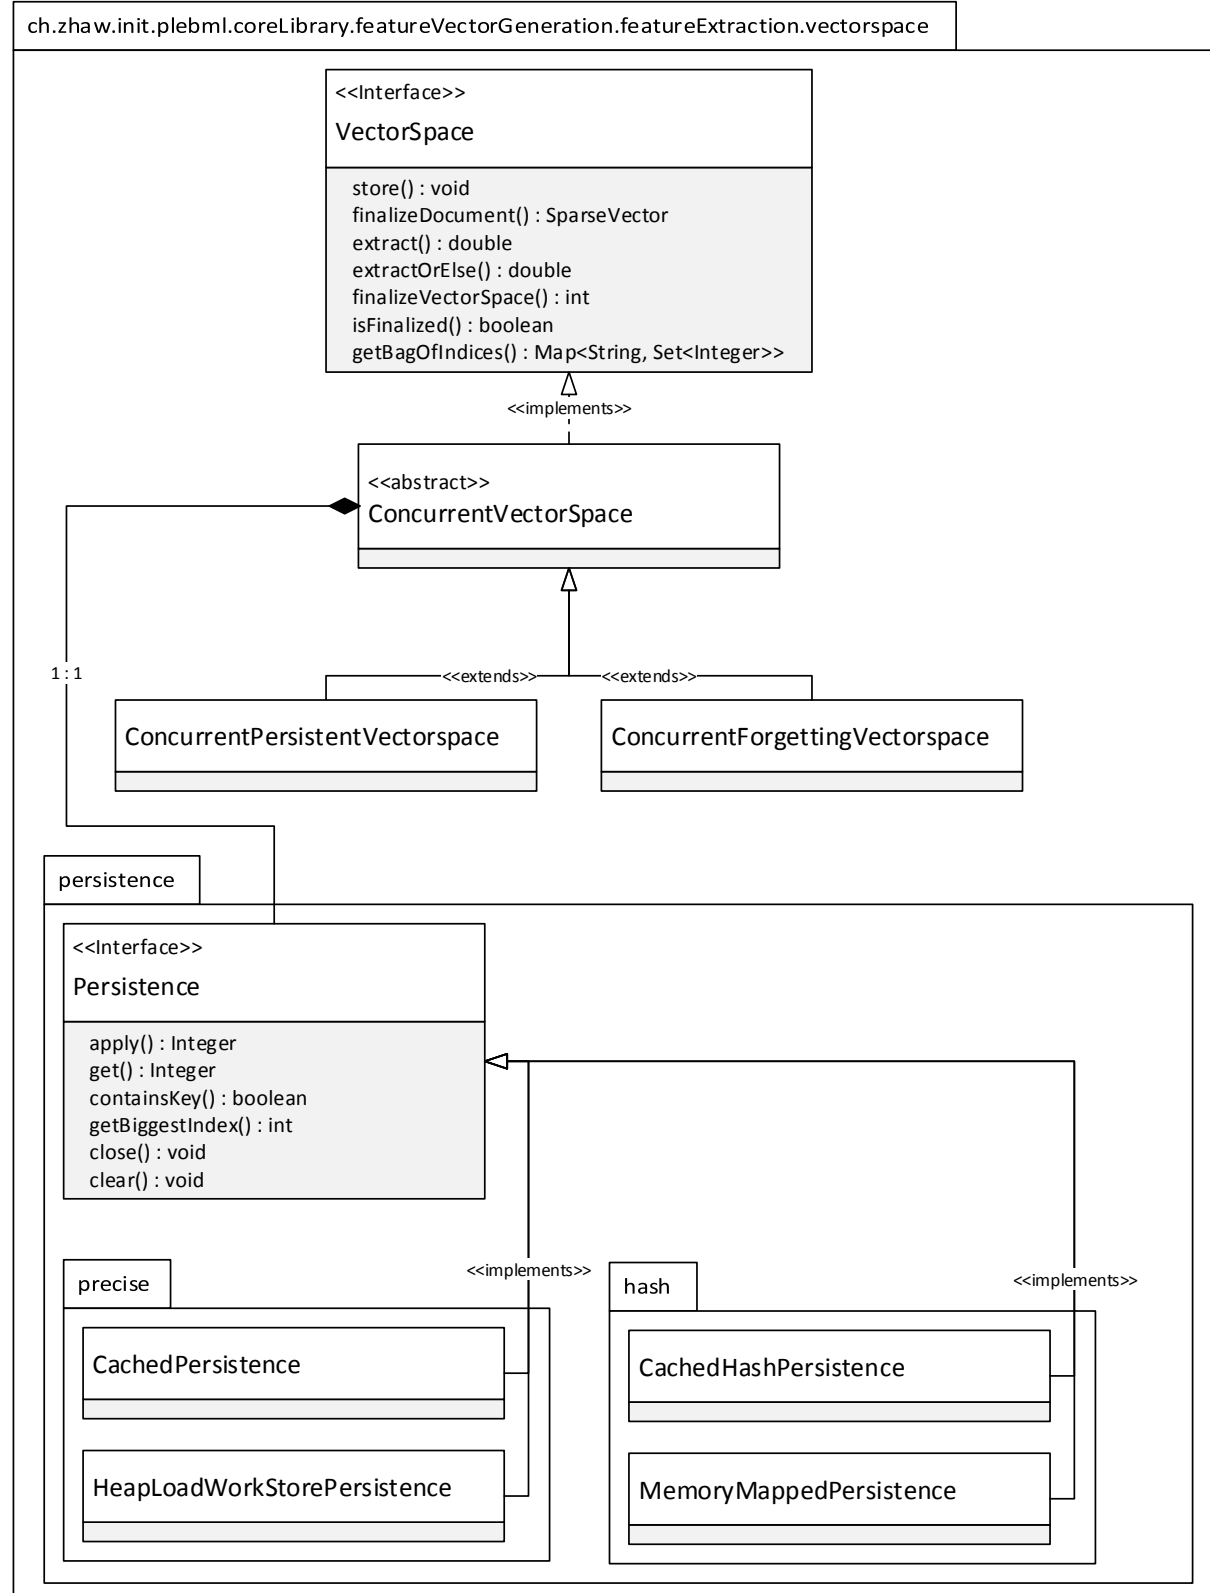 ch.zhaw.init.plebml.coreLibrary.featureVectorGeneration.featureExtraction.vectorspace
<<Interface>>
VectorSpace
store() : void
finalizeDocument() : SparseVector
extract() : double
extractOrElse() : double
finalizeVectorSpace() : int
isFinalized() : boolean
getBagOfIndices() : Map<String, Set<Integer>>
<<implements>>
<<abstract>>
ConcurrentVectorSpace
1 : 1
<<extends>>
<<extends>>
ConcurrentPersistentVectorspace
ConcurrentForgettingVectorspace
persistence
<<Interface>>
Persistence
apply() : Integer
get() : Integer
containsKey() : boolean
getBiggestIndex() : int
close() : void
clear() : void
<<implements>>
<<implements>>
precise
CachedPersistence
HeapLoadWorkStorePersistence
hash
CachedHashPersistence
MemoryMappedPersistence